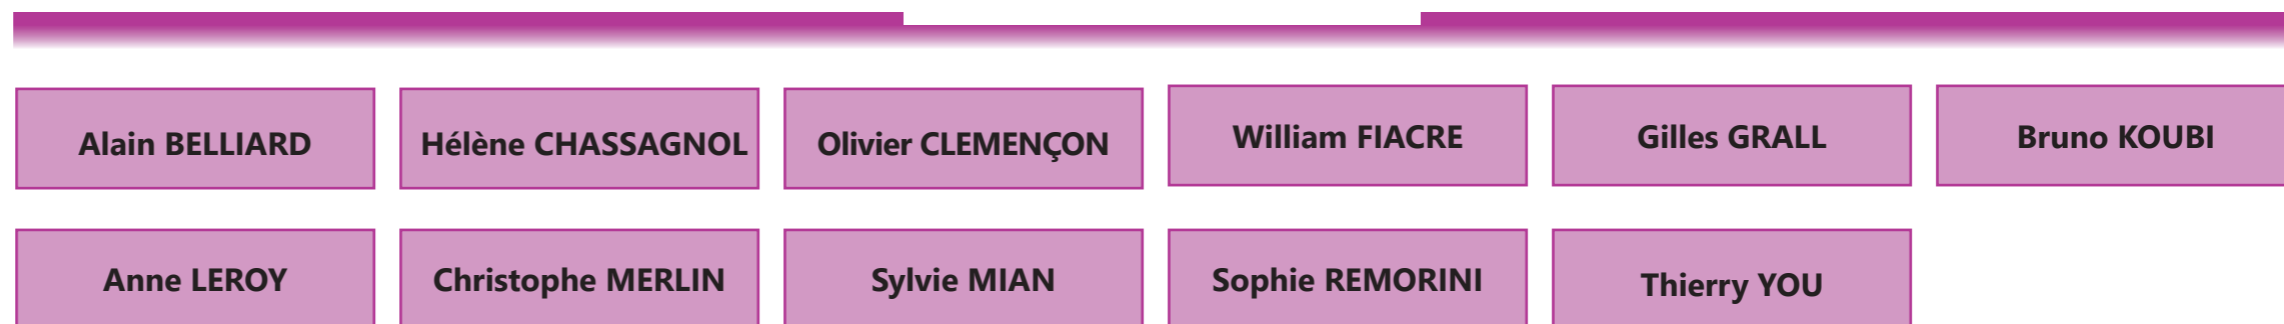 Alain BELLIARD
Hélène CHASSAGNOL
Olivier CLEMENÇON
William FIACRE
Gilles GRALL
Bruno KOUBI
Anne LEROY
Christophe MERLIN
Sylvie MIAN
Sophie REMORINI
Thierry YOU